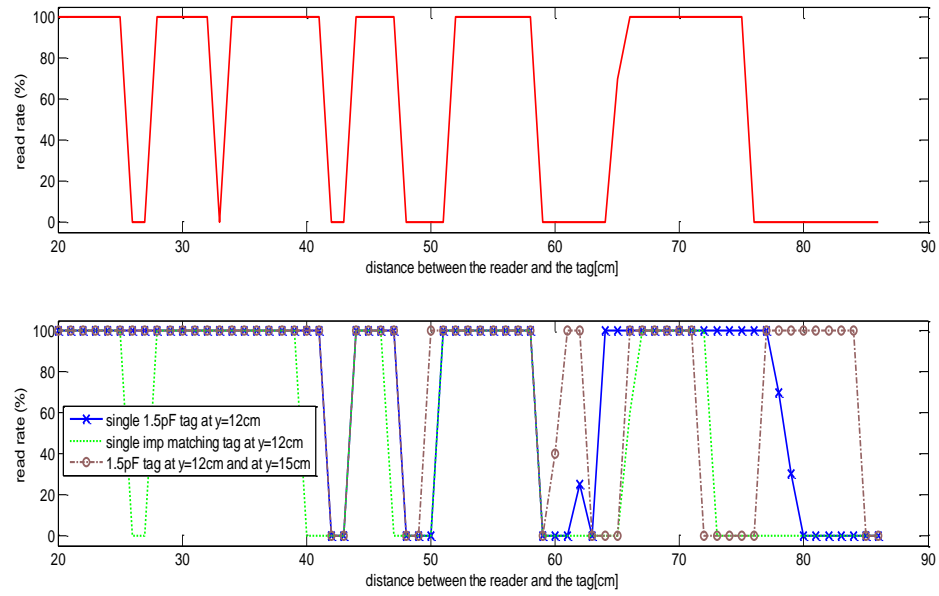 100
80
60
40
20
0
read rate (%)
20 30 40 50 60 70 80 90
distance between the reader and the tag[cm]
100
80
60
40
20
0
read rate (%)
single 1.5pF tag at y=12cm
single imp matching tag at y=12cm
1.5pF tag at y=12cm and at y=15cm
20 30 40 50 60 70 80 90
distance between the reader and the tag[cm]